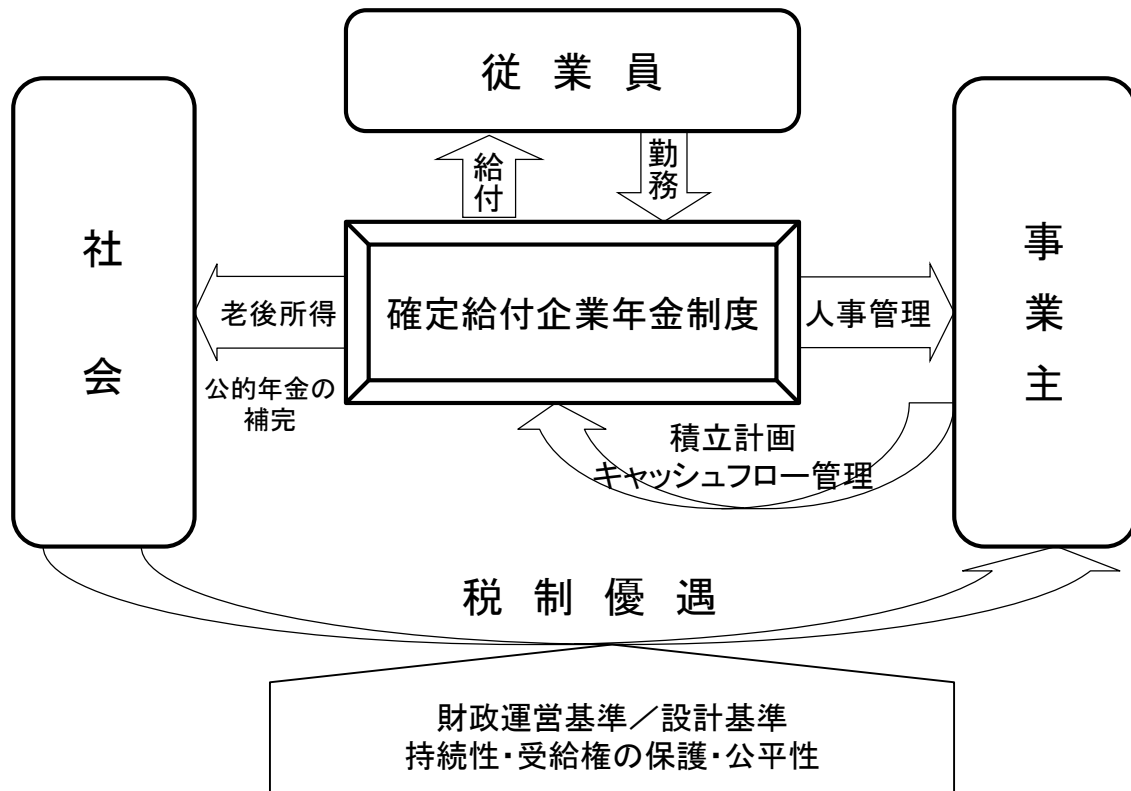 従業員
給付
勤務
社会
事業主
老後所得
確定給付企業年金制度
人事管理
公的年金の
補完
積立計画
キャッシュフロー管理
税制優遇
財政運営基準／設計基準
持続性・受給権の保護・公平性